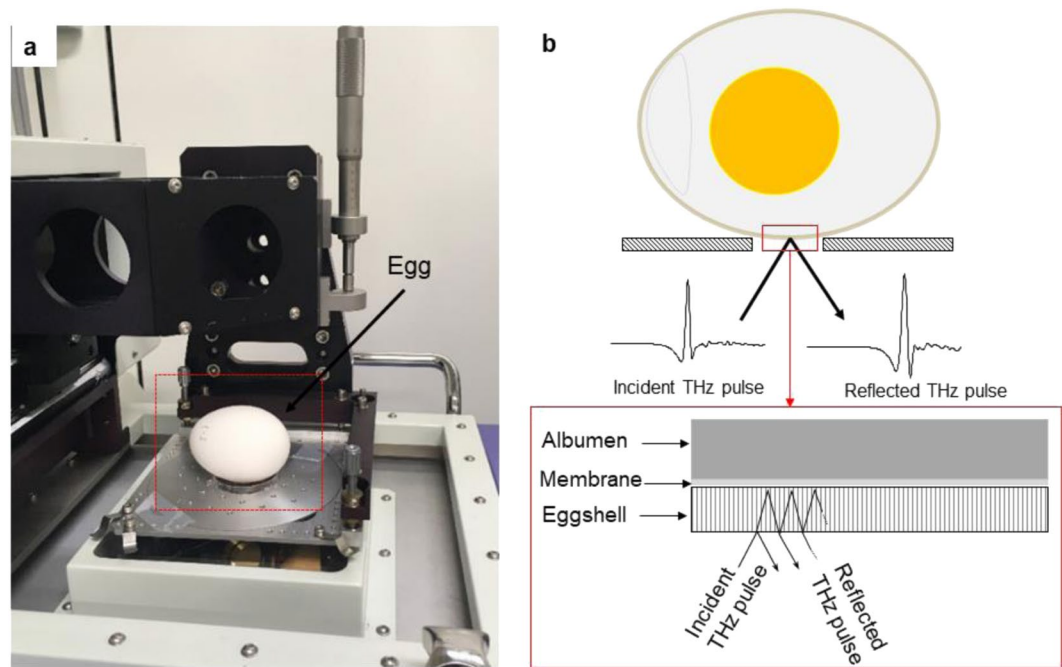 a
Egg
b
Incident THz pulse
Reflected THz pulse
Albumen
Membrane
Eggshell
Incident
THz pulse
Reflected
THz pulse